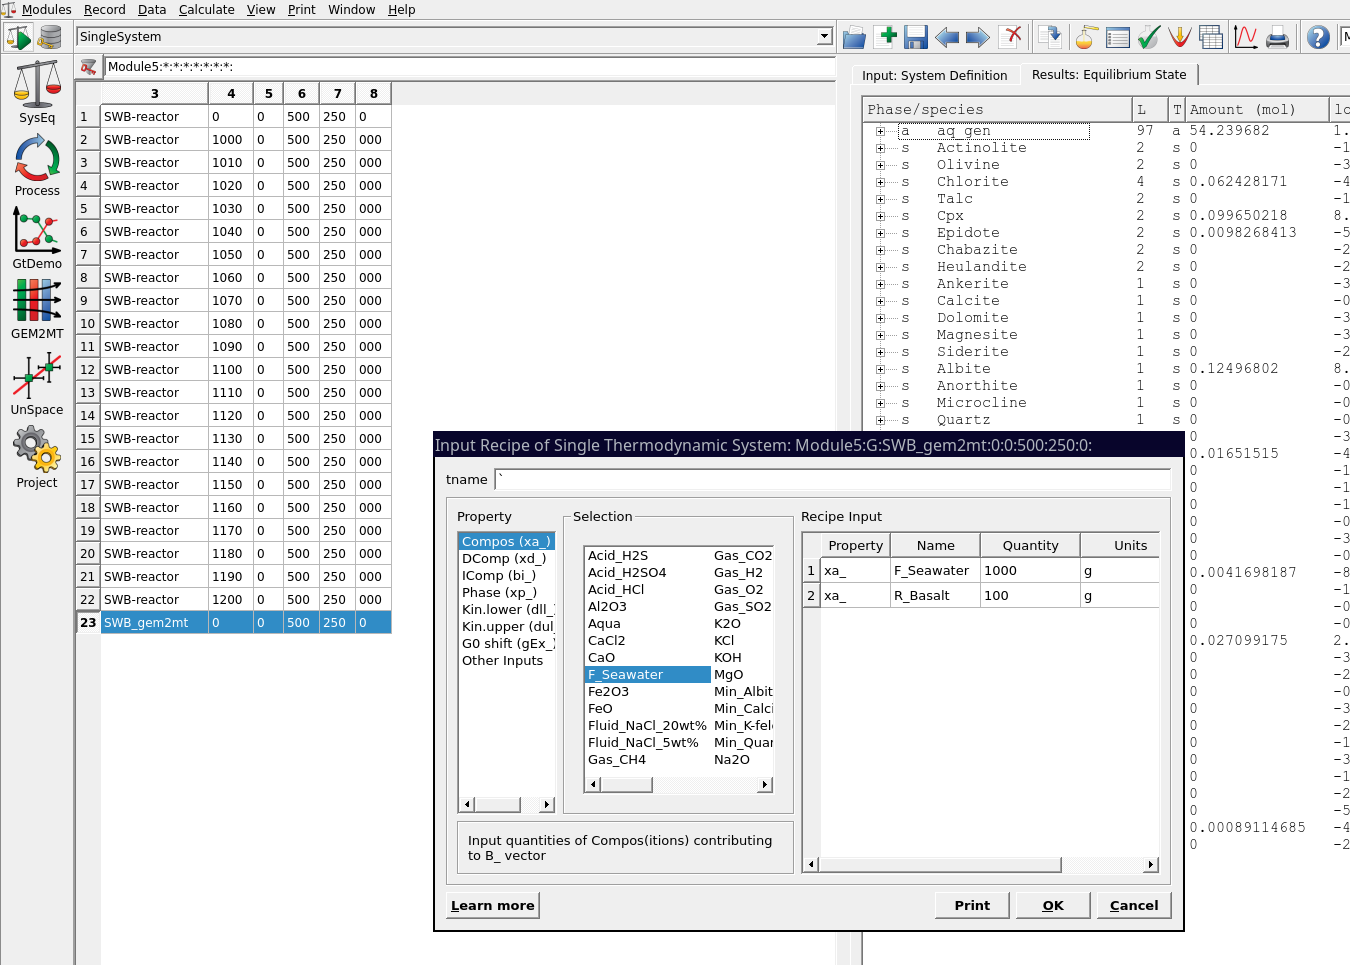 Modules Record Data Calculate View Print Window Help
SingleSystem
Module5:*:*:*:*:*:*:*:
SysEq
Process
GtDemo
GEM2MT
UnSpace
Project
3 4 5 6 7 8
1 SWB-reactor 0 0 500 250 0
2 SWB-reactor 1000 0 500 250 000
3 SWB-reactor 1010 0 500 250 000
4 SWB-reactor 1020 0 500 250 000
5 SWB-reactor 1030 0 500 250 000
6 SWB-reactor 1040 0 500 250 000
7 SWB-reactor 1050 0 500 250 000
8 SWB-reactor 1060 0 500 250 000
9 SWB-reactor 1070 0 500 250 000
10 SWB-reactor 1080 0 500 250 000
11 SWB-reactor 1090 0 500 250 000
12 SWB-reactor 1100 0 500 250 000
13 SWB-reactor 1110 0 500 250 000
14 SWB-reactor 1120 0 500 250 000
15 SWB-reactor 1130 0 500 250 000
16 SWB-reactor 1140 0 500 250 000
17 SWB-reactor 1150 0 500 250 000
18 SWB-reactor 1160 0 500 250 000
19 SWB-reactor 1170 0 500 250 000
20 SWB-reactor 1180 0 500 250 000
21 SWB-reactor 1190 0 500 250 000
22 SWB-reactor 1200 0 500 250 000
23 SWB_gem2mt 0 0 500 250 0
Input: System Definition Results: Equilibrium State
Phase/species L T Amount (mol) lo
a aq_gen 97 a 54.239682 1.
s Actinolite 2 s 0 -1
s Olivine 2 s 0 -3
s Chlorite 4 s 0.062428171 -4
s Talc 2 s 0 -1
s Cpx 2 s 0.099650218 8.
s Epidote 2 s 0.0098268413 -5
s Chabazite 2 s 0 -2
s Heulandite 2 s 0 -2
s Ankerite 1 s 0 -3
s Calcite 1 s 0 -0
s Dolomite 1 s 0 -3
s Magnesite 1 s 0 -3
s Siderite 1 s 0 -2
s Albite 1 s 0.12496802 8.
s Anorthite 1 s 0 -0
s Microcline 1 s 0 -0
s Quartz 1 s 0 -0
0 -3
0.01651515 -4
0 -1
0 -1
0 -1
0 -0
0 -3
0 -0
0.0041698187 -8
0 -1
0 -0
0 -0
0.027099175 2.
0 -3
0 -2
0 -0
0 -3
0 -2
0 -1
0 -3
0 -1
0 -2
0 -5
0.00089114685 -4
0 -2
Input Recipe of Single Thermodynamic System: Module5:G:SWB_gem2mt:0:0:500:250:0:
tname `
Property
Compos (xa_)
DComp (xd_)
IComp (bi_)
Phase (xp_)
Kin.lower (dll_
Kin.upper (dul_
G0 shift (gEx_)
Other Inputs
Selection
Acid_H2S Gas_CO2
Acid_H2SO4 Gas_H2
Acid_HCl Gas_O2
Al2O3 Gas_SO2
Aqua K2O
CaCl2 KCl
CaO KOH
F_Seawater MgO
Fe2O3 Min_Albit
FeO Min_Calci
Fluid_NaCl_20wt% Min_K-fel
Fluid_NaCl_5wt% Min_Quar
Gas_CH4 Na2O
Recipe Input
Property Name Quantity Units
1 xa_ F_Seawater 1000 g
2 xa_ R_Basalt 100 g
Input quantities of Compos(itions) contributing
to B_ vector
Learn more Print OK Cancel